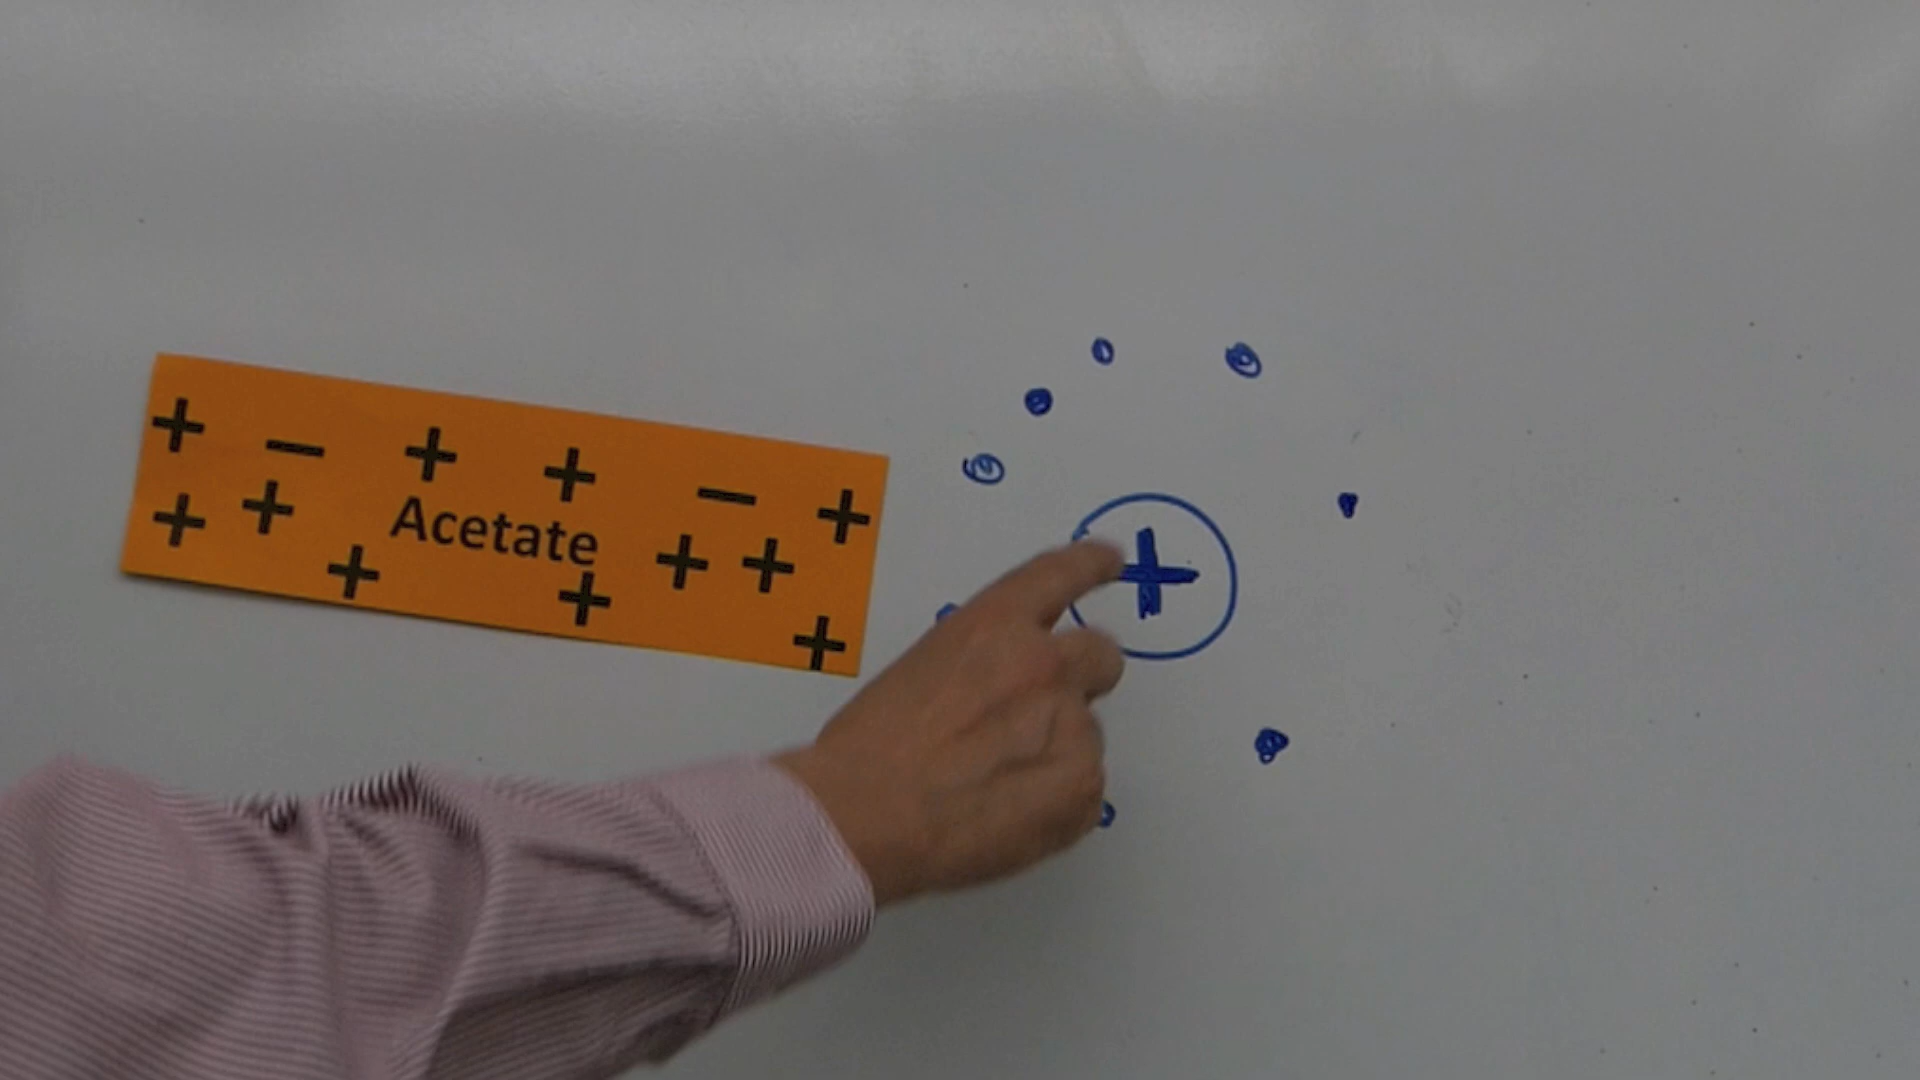 + − + + − +
+ + Acetate + +
+ + +
+